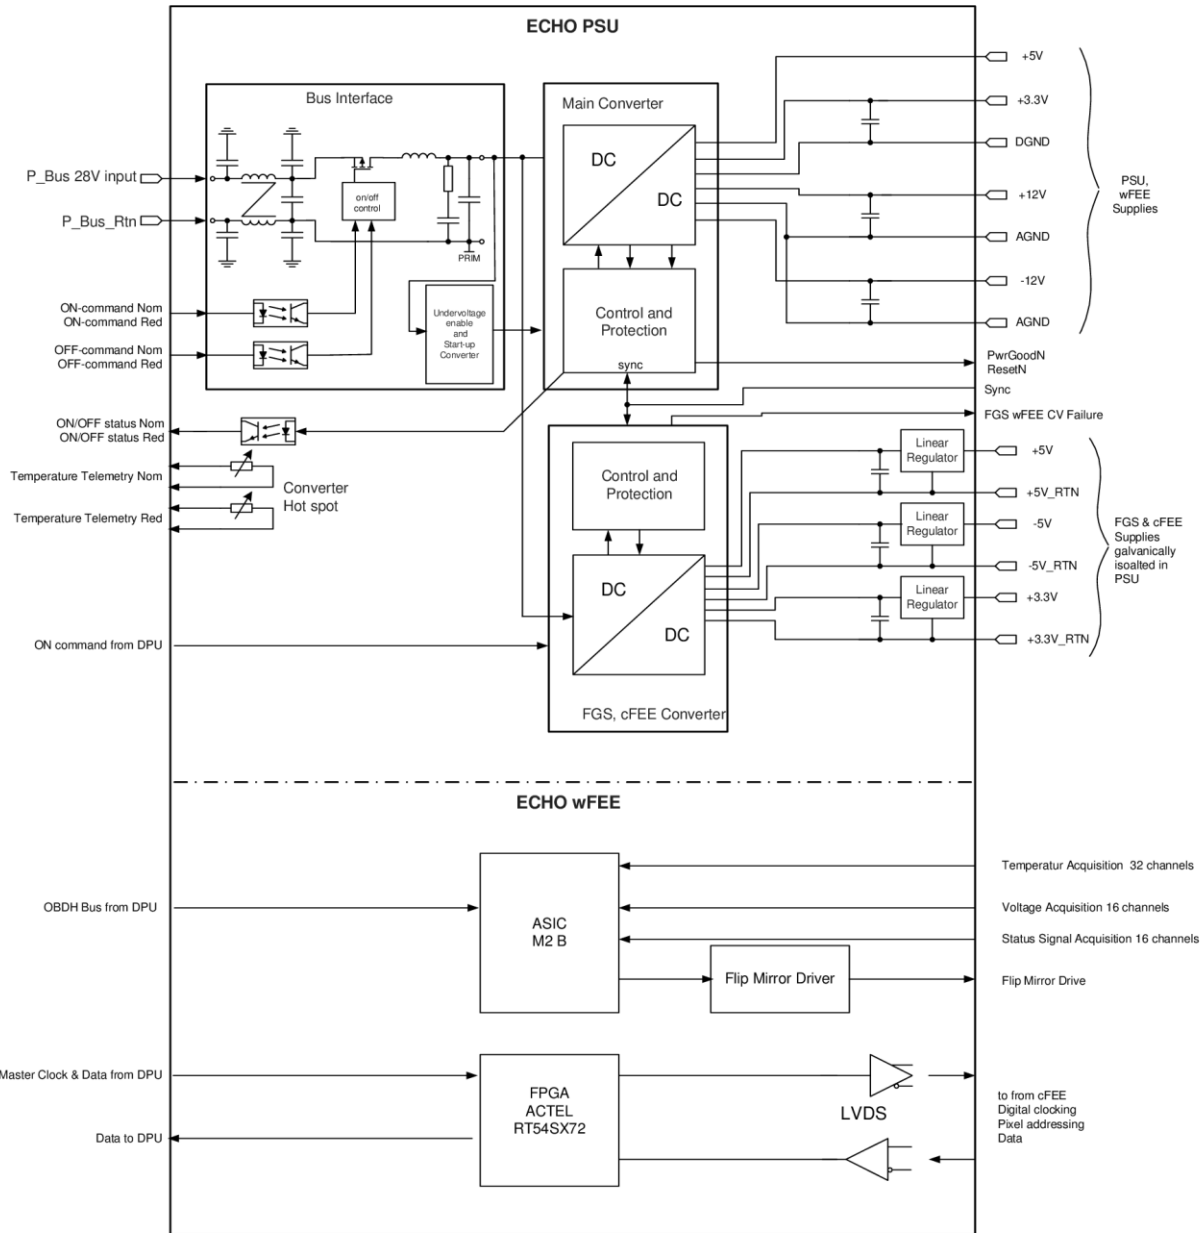 ECHO PSU
Bus Interface
Main Converter
DC
DC
on/off
control
PRIM
Undervoltage
enable
and
Start-up
Converter
Control and
Protection
sync
P_Bus 28V input
P_Bus_Rtn
ON-command Nom
ON-command Red
OFF-command Nom
OFF-command Red
ON/OFF status Nom
ON/OFF status Red
Temperature Telemetry Nom
Temperature Telemetry Red
Converter
Hot spot
ON command from DPU
+5V
+3.3V
DGND
+12V
AGND
-12V
AGND
PSU,
wFEE
Supplies
PwrGoodN
ResetN
Sync
FGS wFEE CV Failure
Control and
Protection
DC
DC
FGS, cFEE Converter
Linear
Regulator
Linear
Regulator
Linear
Regulator
+5V
+5V_RTN
-5V
-5V_RTN
+3.3V
+3.3V_RTN
FGS & cFEE
Supplies
galvanically
isoalted in
PSU
ECHO wFEE
OBDH Bus from DPU
ASIC
M2 B
Temperatur Acquisition 32 channels
Voltage Acquisition 16 channels
Status Signal Acquisition 16 channels
Flip Mirror Driver
Flip Mirror Drive
Master Clock & Data from DPU
Data to DPU
FPGA
ACTEL
RT54SX72
LVDS
to from cFEE
Digital clocking
Pixel addressing
Data